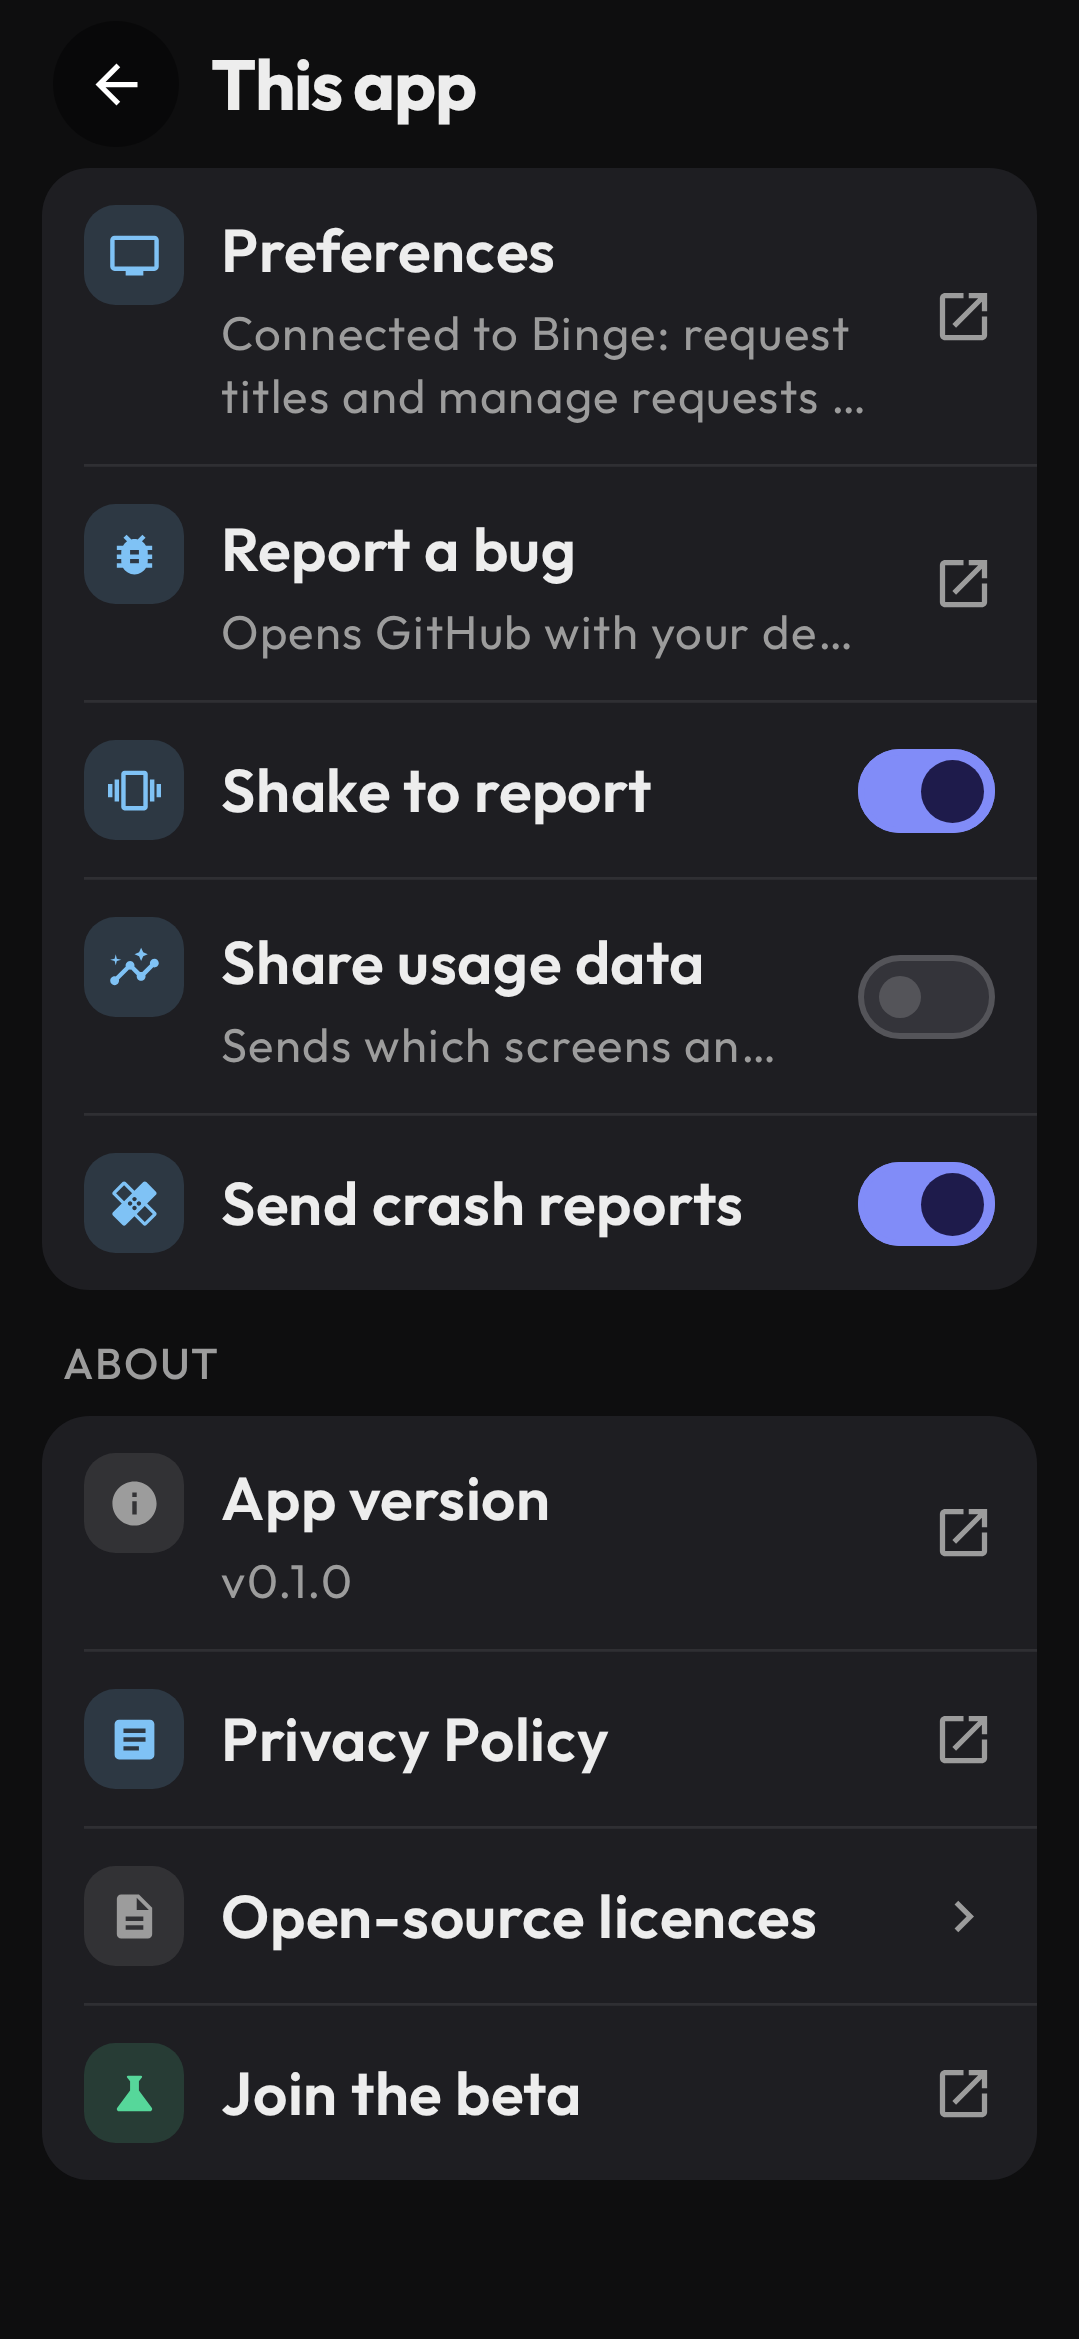 This app
Preferences
Connected to Binge: request
titles and manage requests ...
Report a bug
Opens GitHub with your de...
Shake to report
Share usage data
Sends which screens an...
Send crash reports
ABOUT
App version
v0.1.0
Privacy Policy
Open-source licences
Join the beta